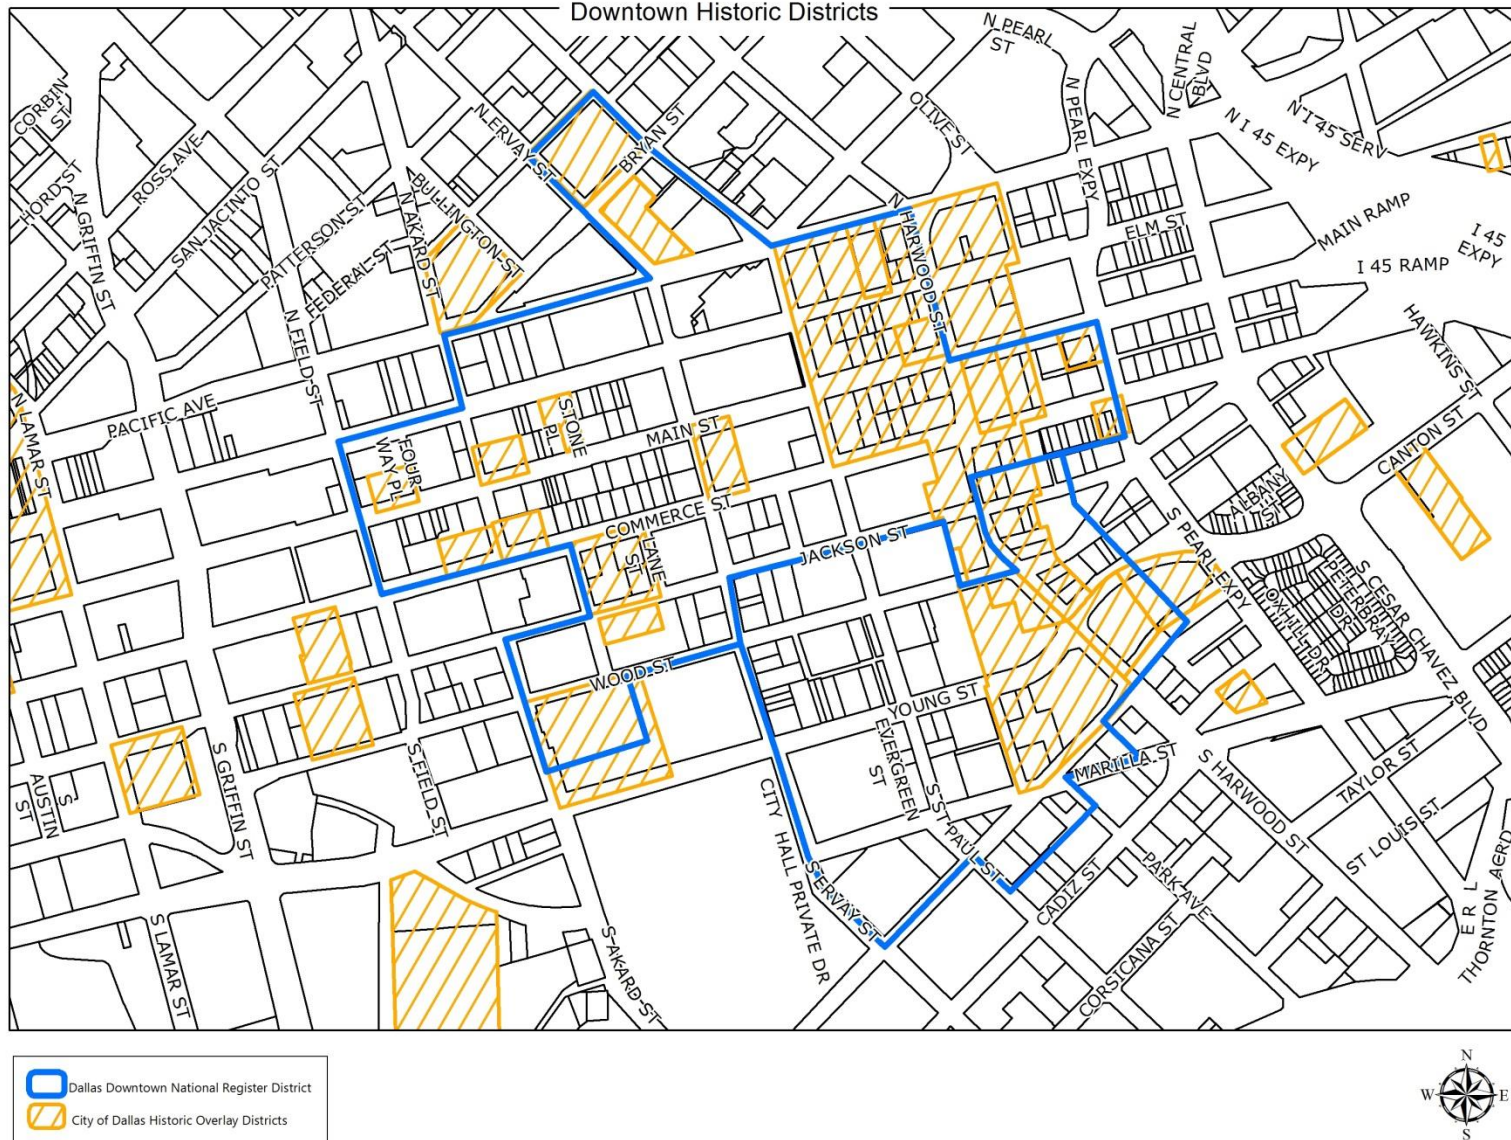 Downtown Historic Districts
N PEARL
ST
N CENTRAL
BLVD
CORBIN
ST
N ERVAY ST
BRYAN ST
OLIVE ST
N PEARL EXPY
N I 45 EXPY
N I 45 SERV
HORD ST
ROSS AVE
N GRIFFIN ST
SAN JACINTO ST
PATTERSON ST
FEDERAL ST
N AKARD ST
BULLINGTON ST
N HARWOOD ST
ELM ST
MAIN RAMP
I 45
EXPY
I 45 RAMP
N FIELD ST
HAWKINS ST
N LAMAR ST
PACIFIC AVE
FOUR
WAY PL
STONE
PL
MAIN ST
CANTON ST
COMMERCE ST
LANE
ST
JACKSON ST
ALBANY
ST
S PEARL EXPY
S CESAR CHAVEZ BLVD
PETTERBRAY
DR
FOXHILL DR
WOOD ST
YOUNG ST
EVERGREEN
ST
S ST PAUL ST
MARILLA ST
S HARWOOD ST
TAYLOR ST
ST LOUIS ST
S
AUSTIN
ST
S GRIFFIN ST
S FIELD ST
CITY HALL PRIVATE DR
S ERVAY ST
CADIZ ST
PARK AVE
CORSICANA ST
E R L
THORNTON
S LAMAR ST
S AKARD ST
Dallas Downtown National Register District
City of Dallas Historic Overlay Districts
N
W
E
S